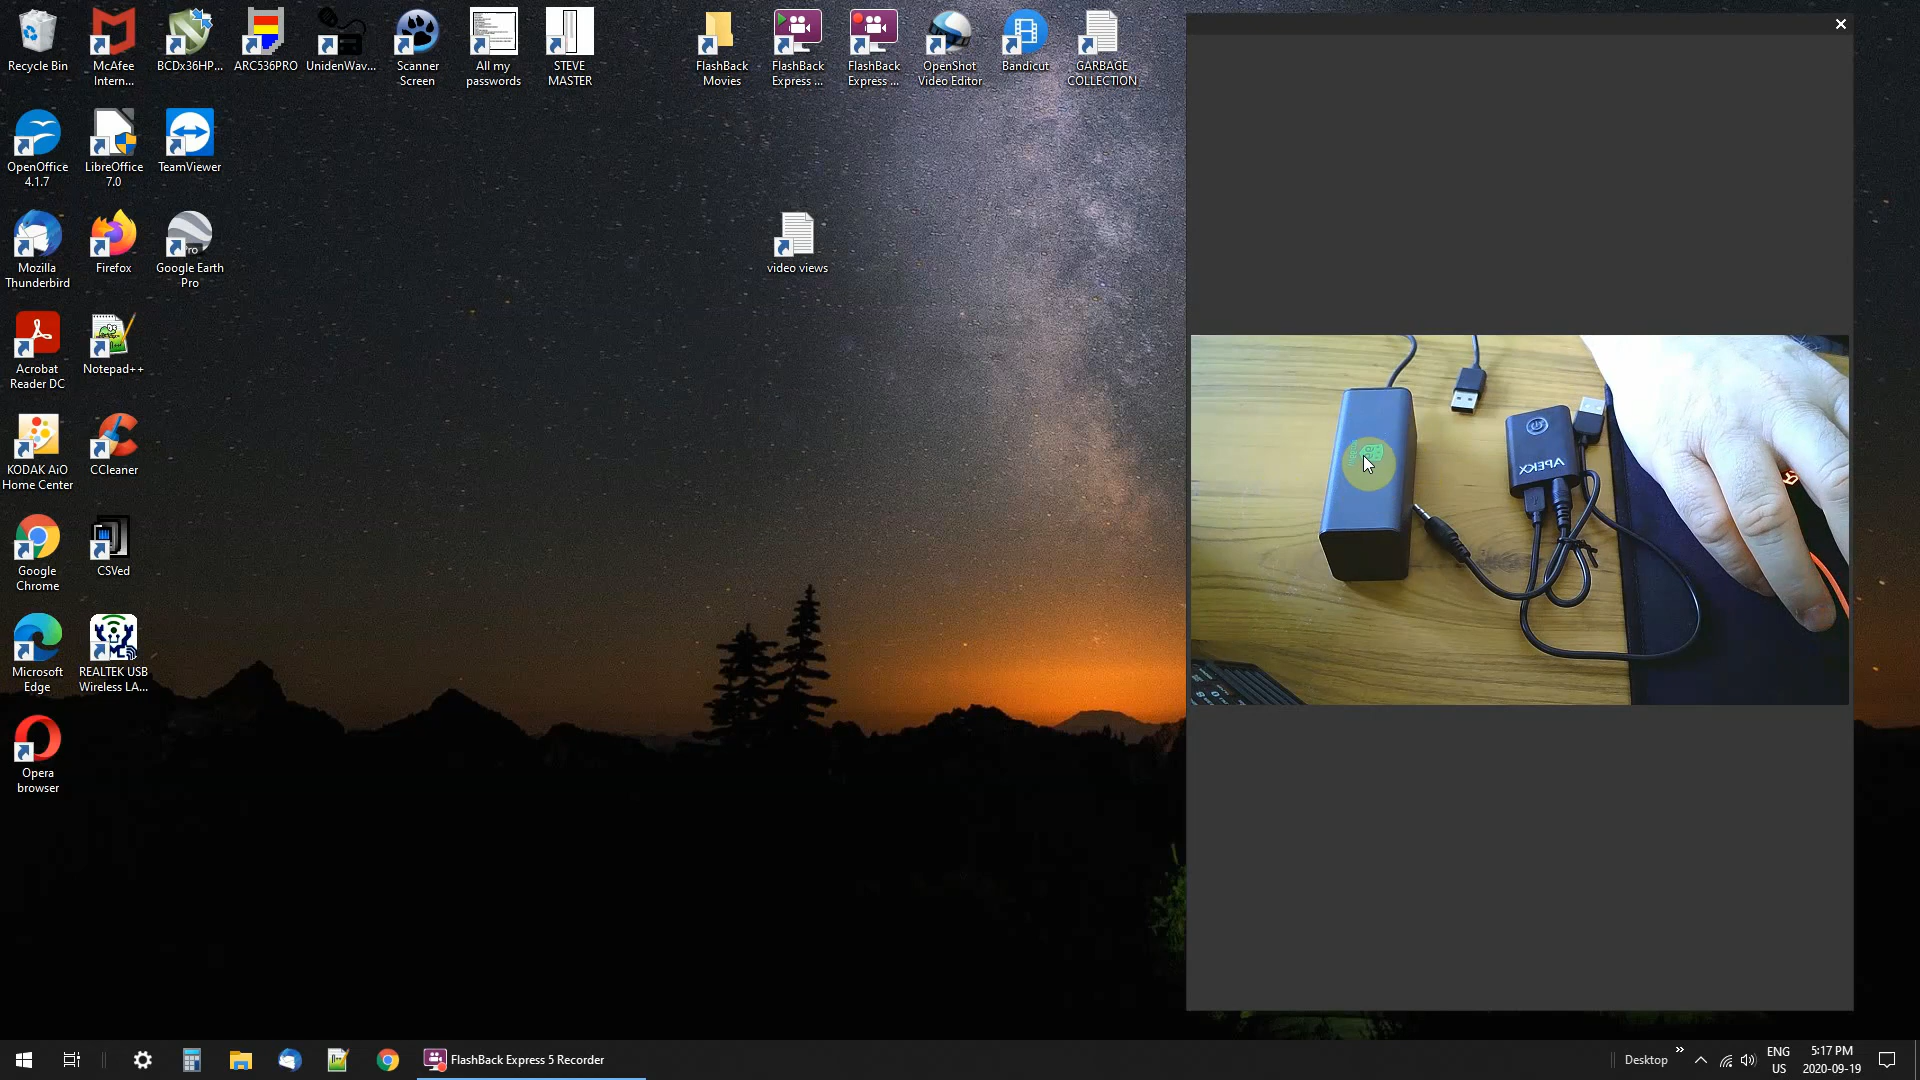 Recycle Bin
McAfee
Intern...
BCDx36HP...
ARC536PRO
UnidenWav...
Scanner
Screen
All my
passwords
STEVE
MASTER
FlashBack
Movies
FlashBack
Express ...
FlashBack
Express ...
OpenShot
Video Editor
Bandicut
GARBAGE
COLLECTION
OpenOffice
4.1.7
LibreOffice
7.0
TeamViewer
Mozilla
Thunderbird
Firefox
Pro
Google Earth
Pro
video views
Acrobat
Reader DC
Notepad++
KODAK AiO
Home Center
CCleaner
Google
Chrome
CSVed
Microsoft
Edge
REALTEK USB
Wireless LA...
Opera
browser
APEKX
FlashBack Express 5 Recorder
Desktop
ENG
US
5:17 PM
2020-09-19